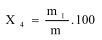 X₄ = m₁ / m . 100